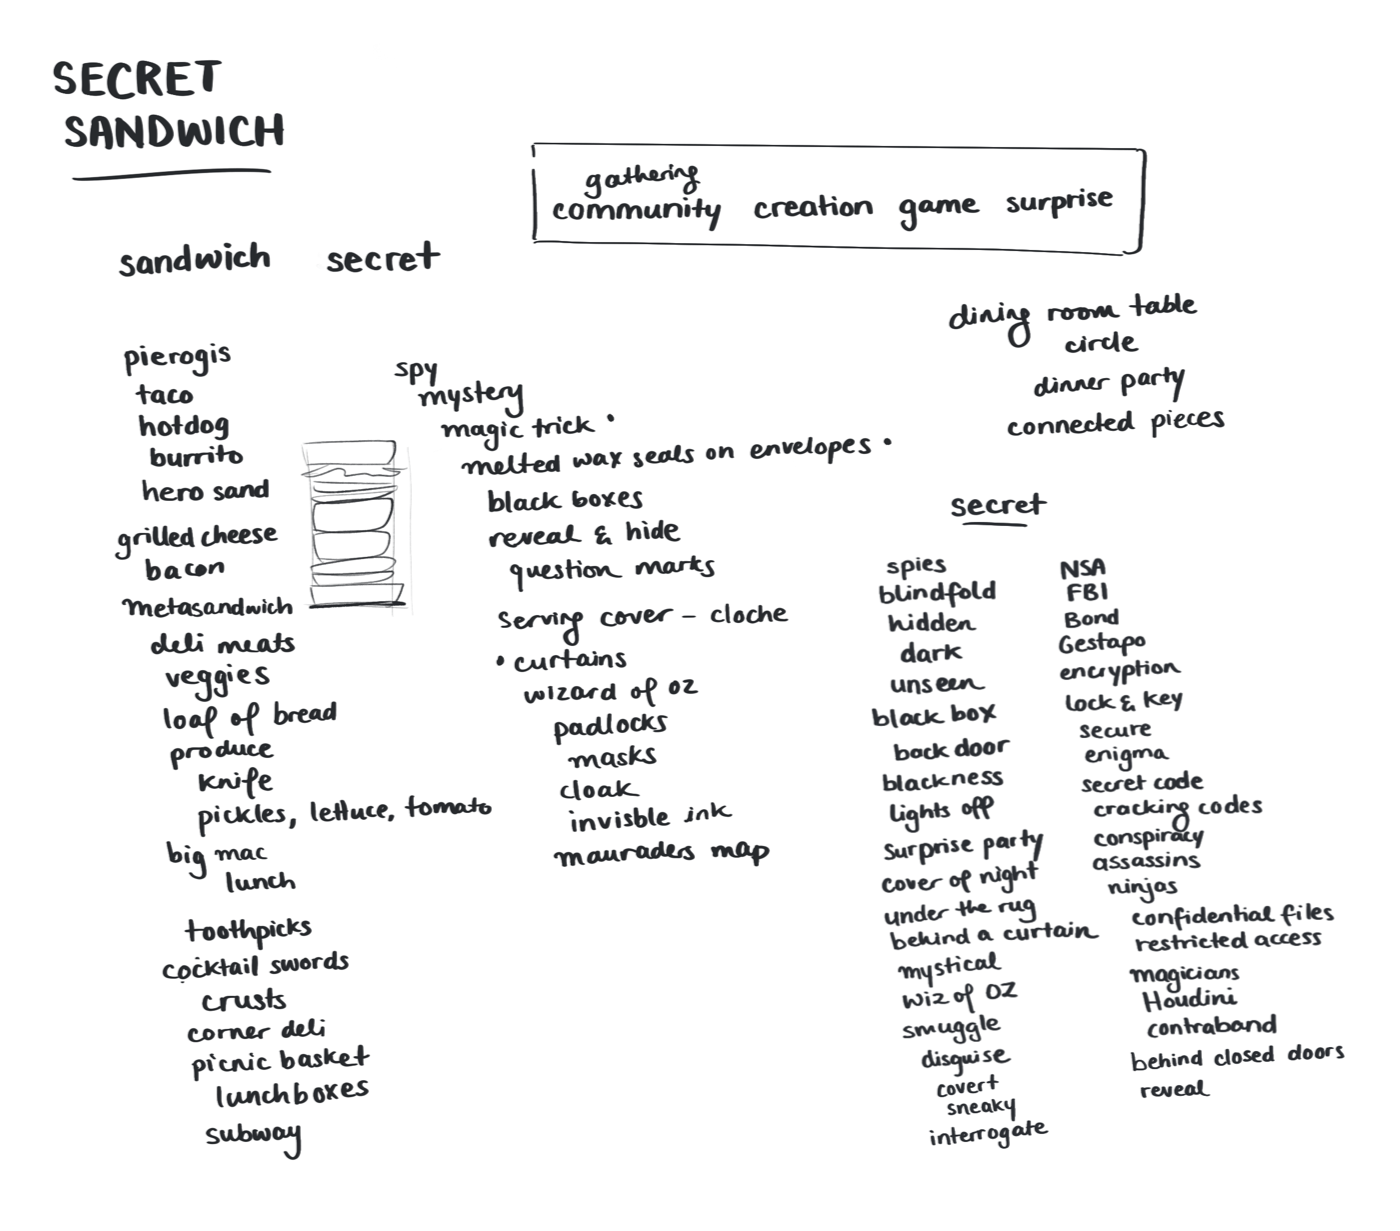 SECRET
SANDWICH
gathering
community creation game surprise
sandwich secret
pierogis
taco
hotdog
burrito
hero sand
grilled cheese
bacon
metasandwich
deli meats
veggies
loaf of bread
produce
knife
pickles, lettuce, tomato
big mac
lunch
toothpicks
cocktail swords
crusts
corner deli
picnic basket
lunchboxes
subway
spy
mystery
magic trick •
melted wax seals on envelopes •
black boxes
reveal & hide
question marks
serving cover – cloche
• curtains
wizard of oz
padlocks
masks
cloak
invisble ink
mauraders map
dining room table
circle
dinner party
connected pieces
secret
spies
blindfold
hidden
dark
unseen
black box
back door
blackness
lights off
surprise party
cover of night
under the rug
behind a curtain
mystical
wiz of OZ
smuggle
disguise
covert
sneaky
interrogate
NSA
FBI
Bond
Gestapo
encryption
lock & key
secure
enigma
secret code
cracking codes
conspiracy
assassins
ninjas
confidential files
restricted access
magicians
Houdini
contraband
behind closed doors
reveal